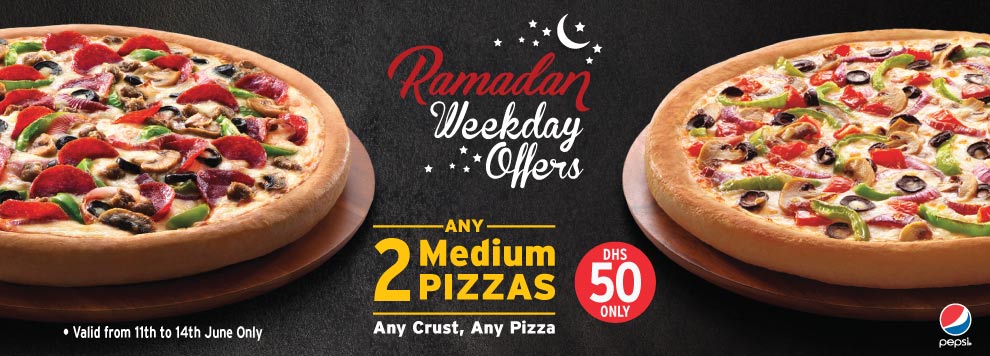 Ramadan
Weekday
Offers
ANY
2 Medium
PIZZAS
DHS
50
ONLY
Any Crust, Any Pizza
• Valid from 11th to 14th June Only
pepsi